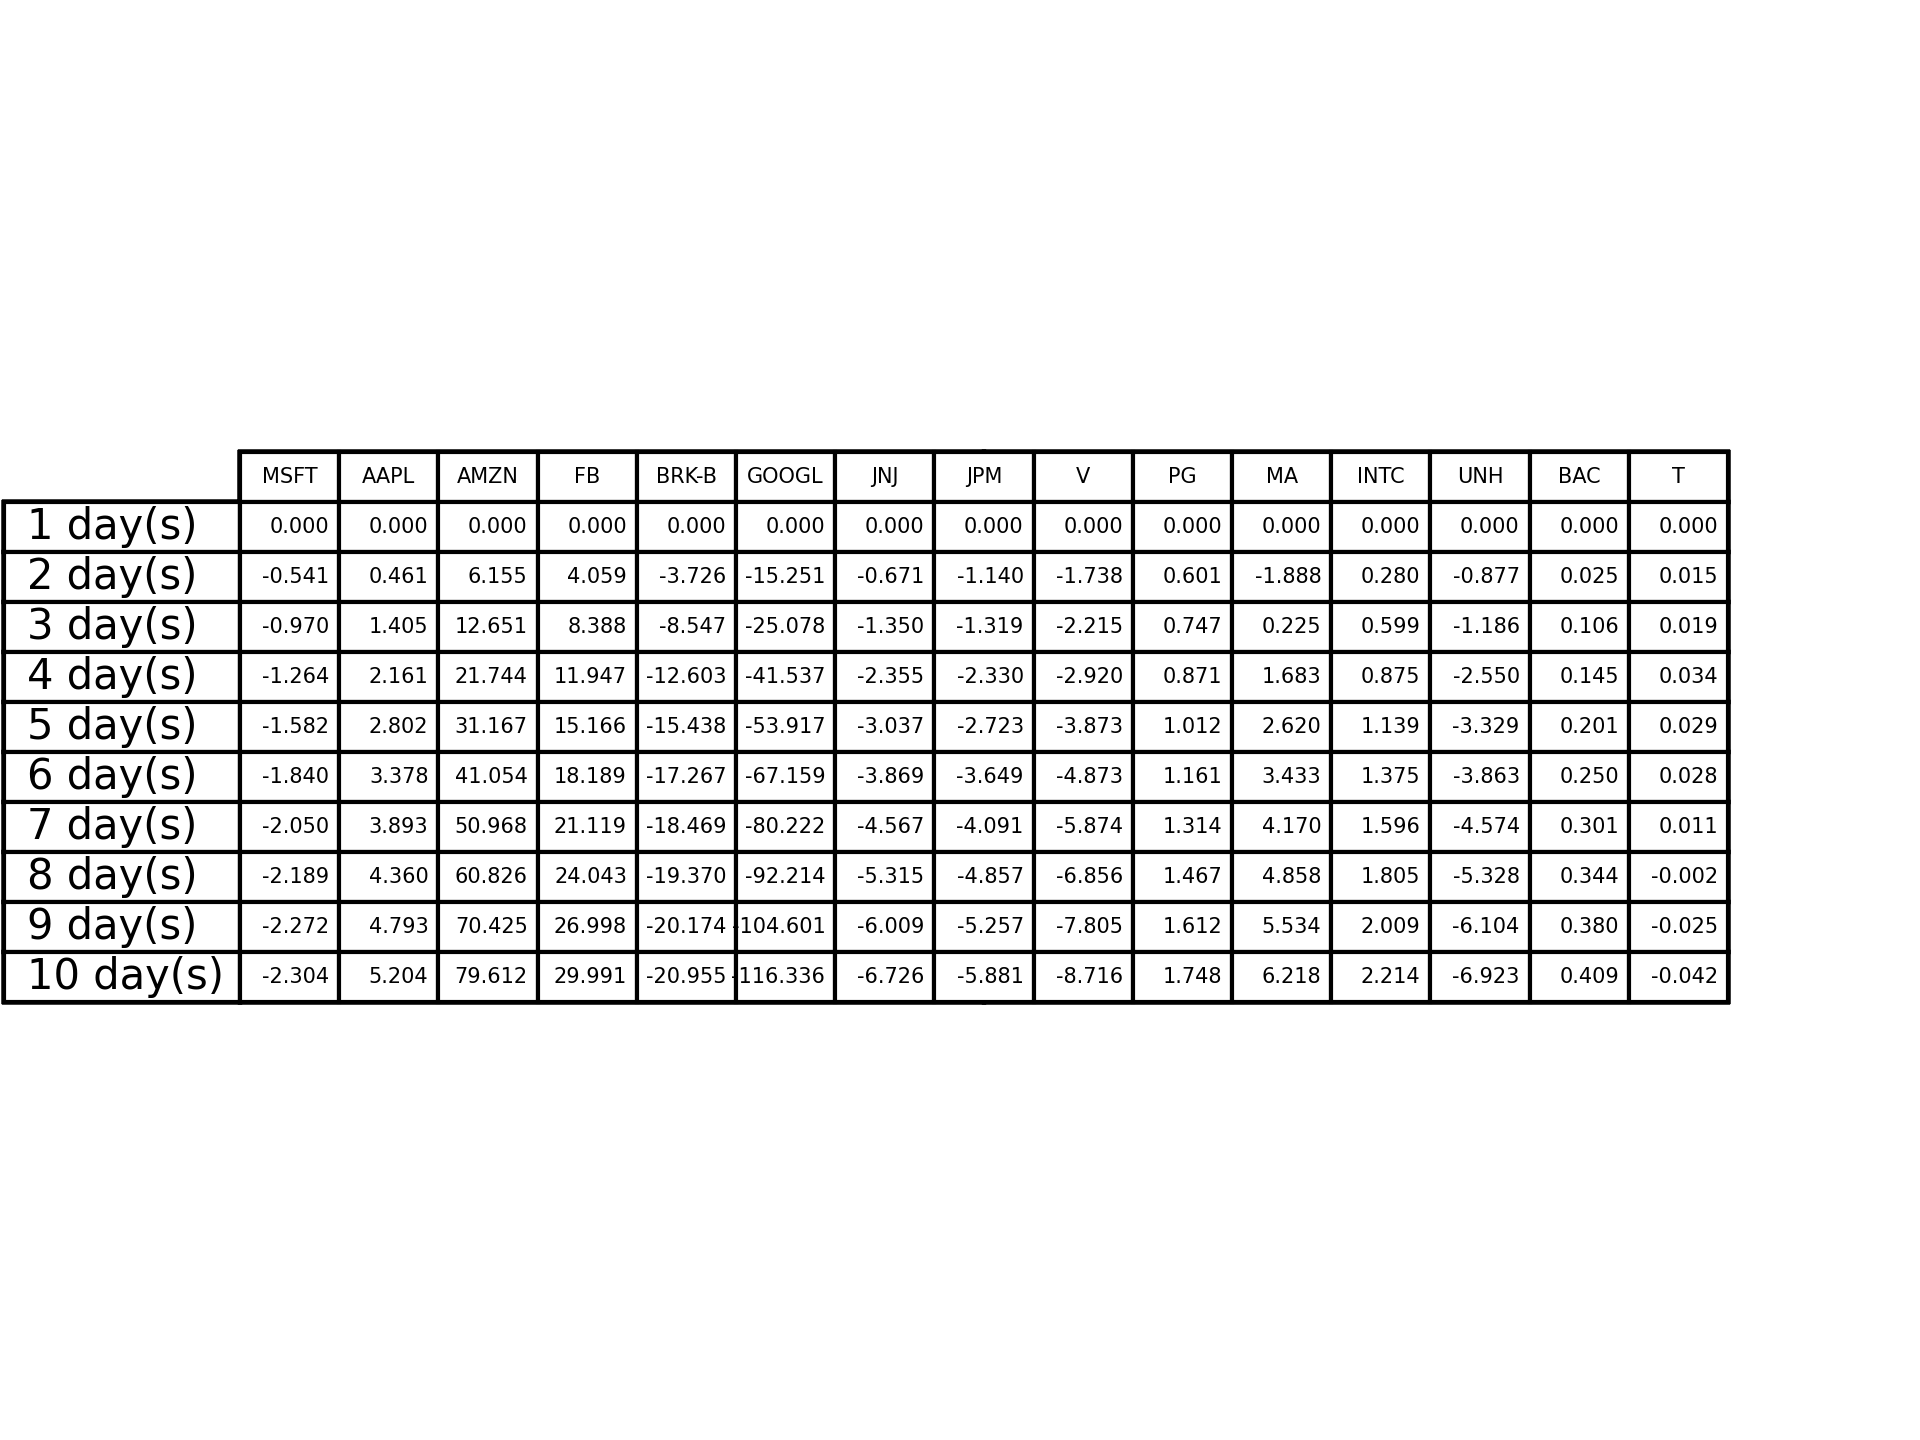 MSFT AAPL AMZN FB BRK-B GOOGL JNJ JPM V PG MA INTC UNH BAC T
1 day(s) 0.000 0.000 0.000 0.000 0.000 0.000 0.000 0.000 0.000 0.000 0.000 0.000 0.000 0.000 0.000
2 day(s) -0.541 0.461 6.155 4.059 -3.726 -15.251 -0.671 -1.140 -1.738 0.601 -1.888 0.280 -0.877 0.025 0.015
3 day(s) -0.970 1.405 12.651 8.388 -8.547 -25.078 -1.350 -1.319 -2.215 0.747 0.225 0.599 -1.186 0.106 0.019
4 day(s) -1.264 2.161 21.744 11.947 -12.603 -41.537 -2.355 -2.330 -2.920 0.871 1.683 0.875 -2.550 0.145 0.034
5 day(s) -1.582 2.802 31.167 15.166 -15.438 -53.917 -3.037 -2.723 -3.873 1.012 2.620 1.139 -3.329 0.201 0.029
6 day(s) -1.840 3.378 41.054 18.189 -17.267 -67.159 -3.869 -3.649 -4.873 1.161 3.433 1.375 -3.863 0.250 0.028
7 day(s) -2.050 3.893 50.968 21.119 -18.469 -80.222 -4.567 -4.091 -5.874 1.314 4.170 1.596 -4.574 0.301 0.011
8 day(s) -2.189 4.360 60.826 24.043 -19.370 -92.214 -5.315 -4.857 -6.856 1.467 4.858 1.805 -5.328 0.344 -0.002
9 day(s) -2.272 4.793 70.425 26.998 -20.174 -104.601 -6.009 -5.257 -7.805 1.612 5.534 2.009 -6.104 0.380 -0.025
10 day(s) -2.304 5.204 79.612 29.991 -20.955 -116.336 -6.726 -5.881 -8.716 1.748 6.218 2.214 -6.923 0.409 -0.042